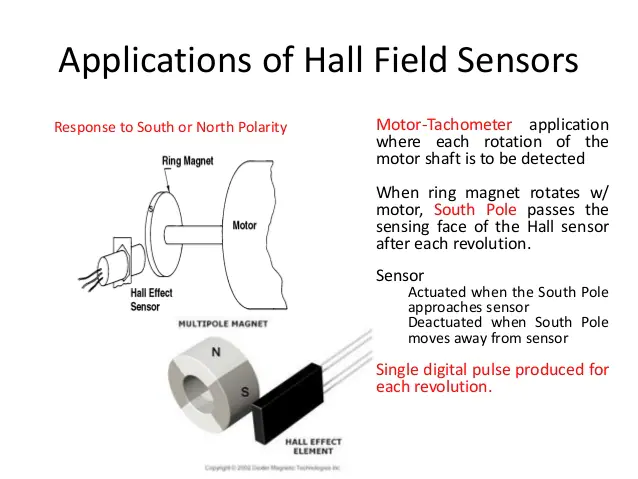 Applications of Hall Field Sensors
Response to South or North Polarity
Ring Magnet
S
Motor
Hall Effect
Sensor
MULTIPOLE MAGNET
N
S
HALL EFFECT
ELEMENT
Copyright © 2002 Dexter Magnetic Technologies Inc
Motor-Tachometer application
where each rotation of the
motor shaft is to be detected
When ring magnet rotates w/
motor, South Pole passes the
sensing face of the Hall sensor
after each revolution.
Sensor
Actuated when the South Pole
approaches sensor
Deactuated when South Pole
moves away from sensor
Single digital pulse produced for
each revolution.